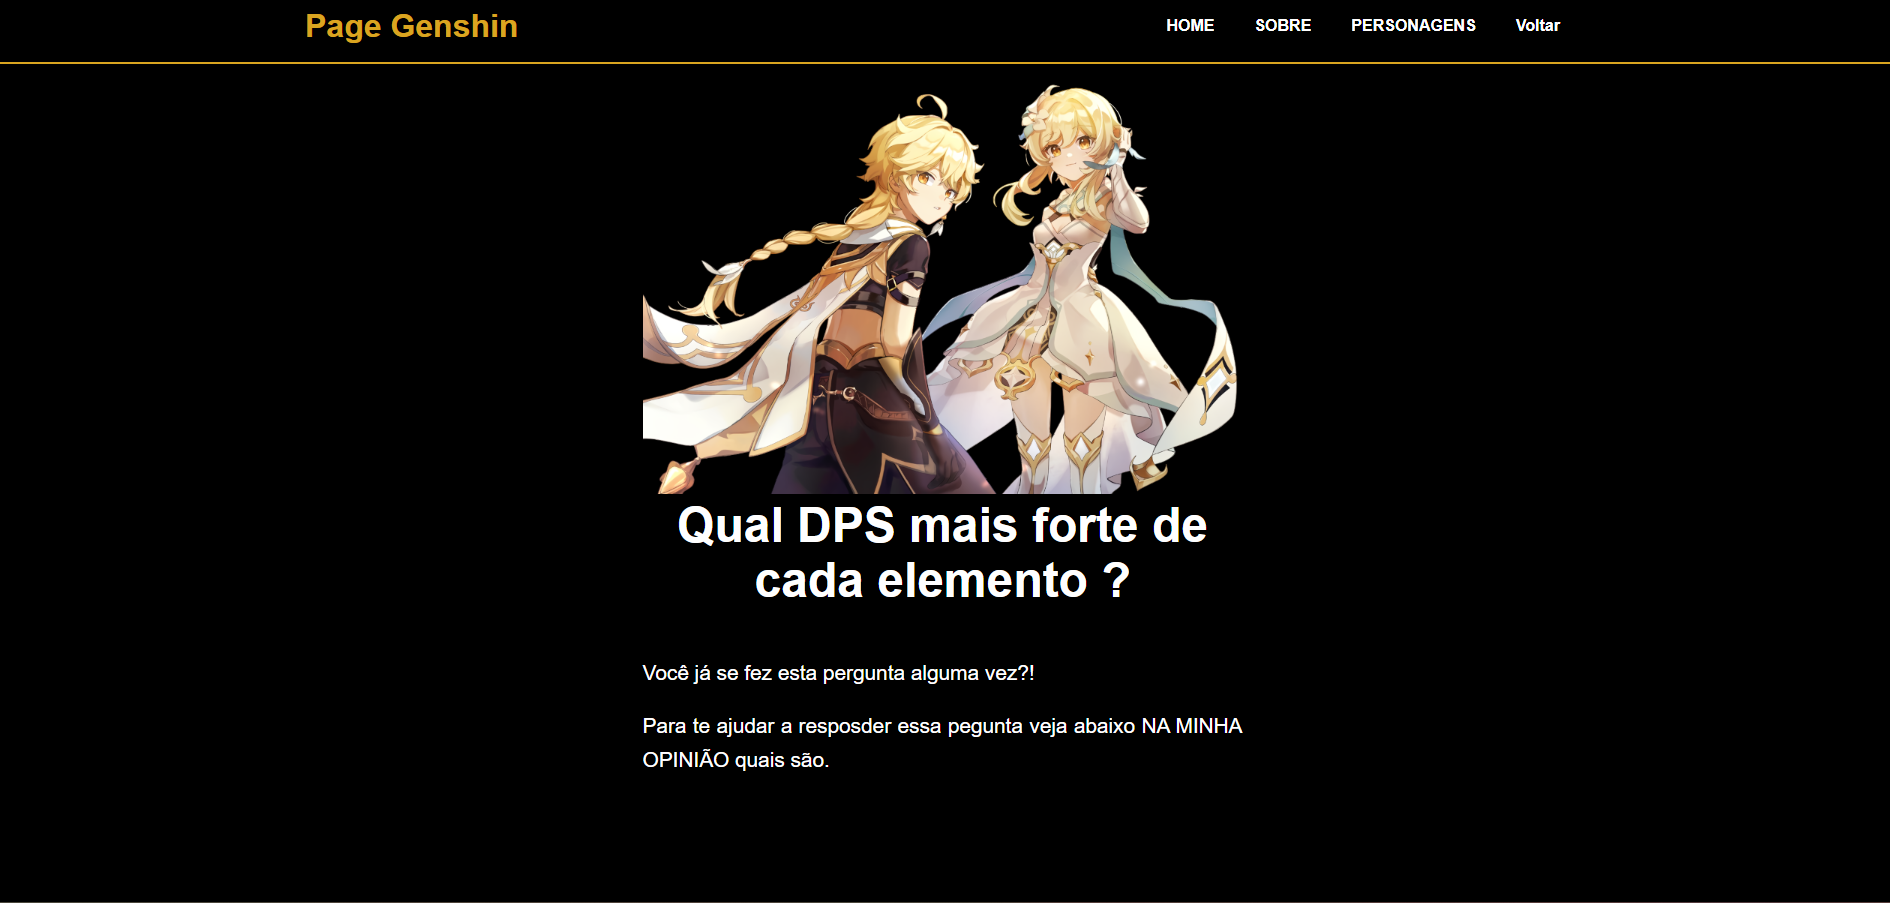 Page Genshin
HOME SOBRE PERSONAGENS Voltar
Qual DPS mais forte de
cada elemento ?
Você já se fez esta pergunta alguma vez?!
Para te ajudar a resposder essa pegunta veja abaixo NA MINHA
OPINIÃO quais são.